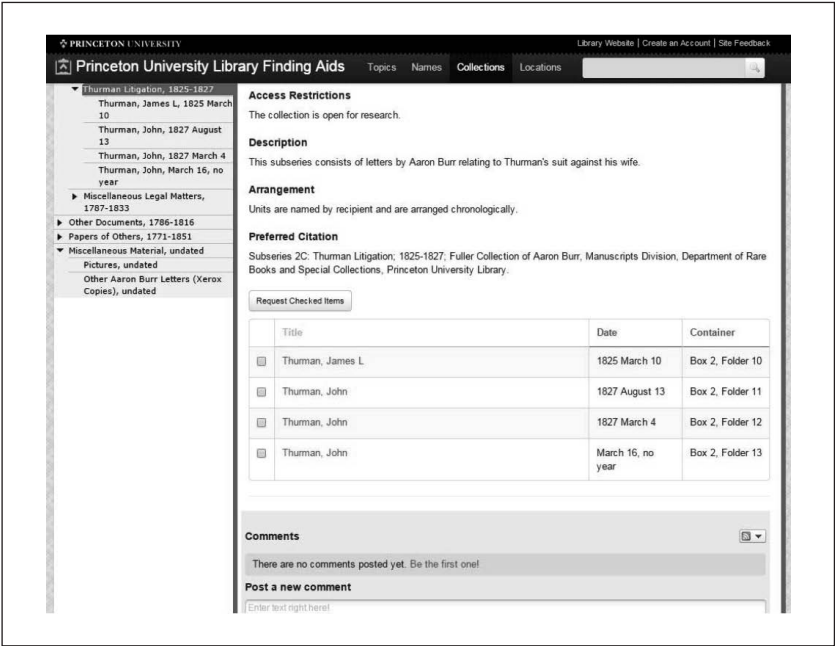 PRINCETON UNIVERSITY
Library Website | Create an Account | Site Feedback
Princeton University Library Finding Aids
Topics Names Collections Locations
Thurman Litigation, 1825-1827
Thurman, James L, 1825 March
10
Thurman, John, 1827 August
13
Thurman, John, 1827 March 4
Thurman, John, March 16, no
year
Miscellaneous Legal Matters,
1787-1833
Other Documents, 1786-1816
Papers of Others, 1771-1851
Miscellaneous Material, undated
Pictures, undated
Other Aaron Burr Letters (Xerox
Copies), undated
Access Restrictions
The collection is open for research.
Description
This subseries consists of letters by Aaron Burr relating to Thurman's suit against his wife.
Arrangement
Units are named by recipient and are arranged chronologically.
Preferred Citation
Subseries 2C: Thurman Litigation; 1825-1827; Fuller Collection of Aaron Burr, Manuscripts Division, Department of Rare
Books and Special Collections, Princeton University Library.
Request Checked Items
Title Date Container
Thurman, James L 1825 March 10 Box 2, Folder 10
Thurman, John 1827 August 13 Box 2, Folder 11
Thurman, John 1827 March 4 Box 2, Folder 12
Thurman, John March 16, no
year Box 2, Folder 13
Comments
There are no comments posted yet. Be the first one!
Post a new comment
Enter text right here!